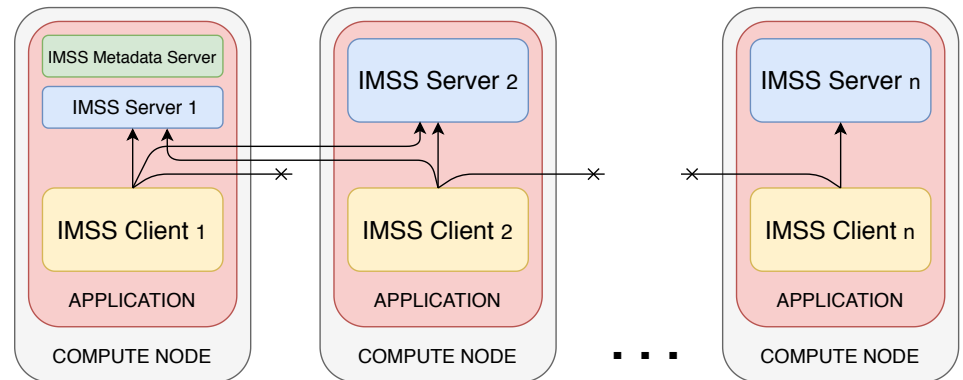 IMSS Metadata Server
IMSS Server 1
IMSS Client 1
APPLICATION
COMPUTE NODE
IMSS Server 2
IMSS Client 2
APPLICATION
COMPUTE NODE
. . .
IMSS Server n
IMSS Client n
APPLICATION
COMPUTE NODE